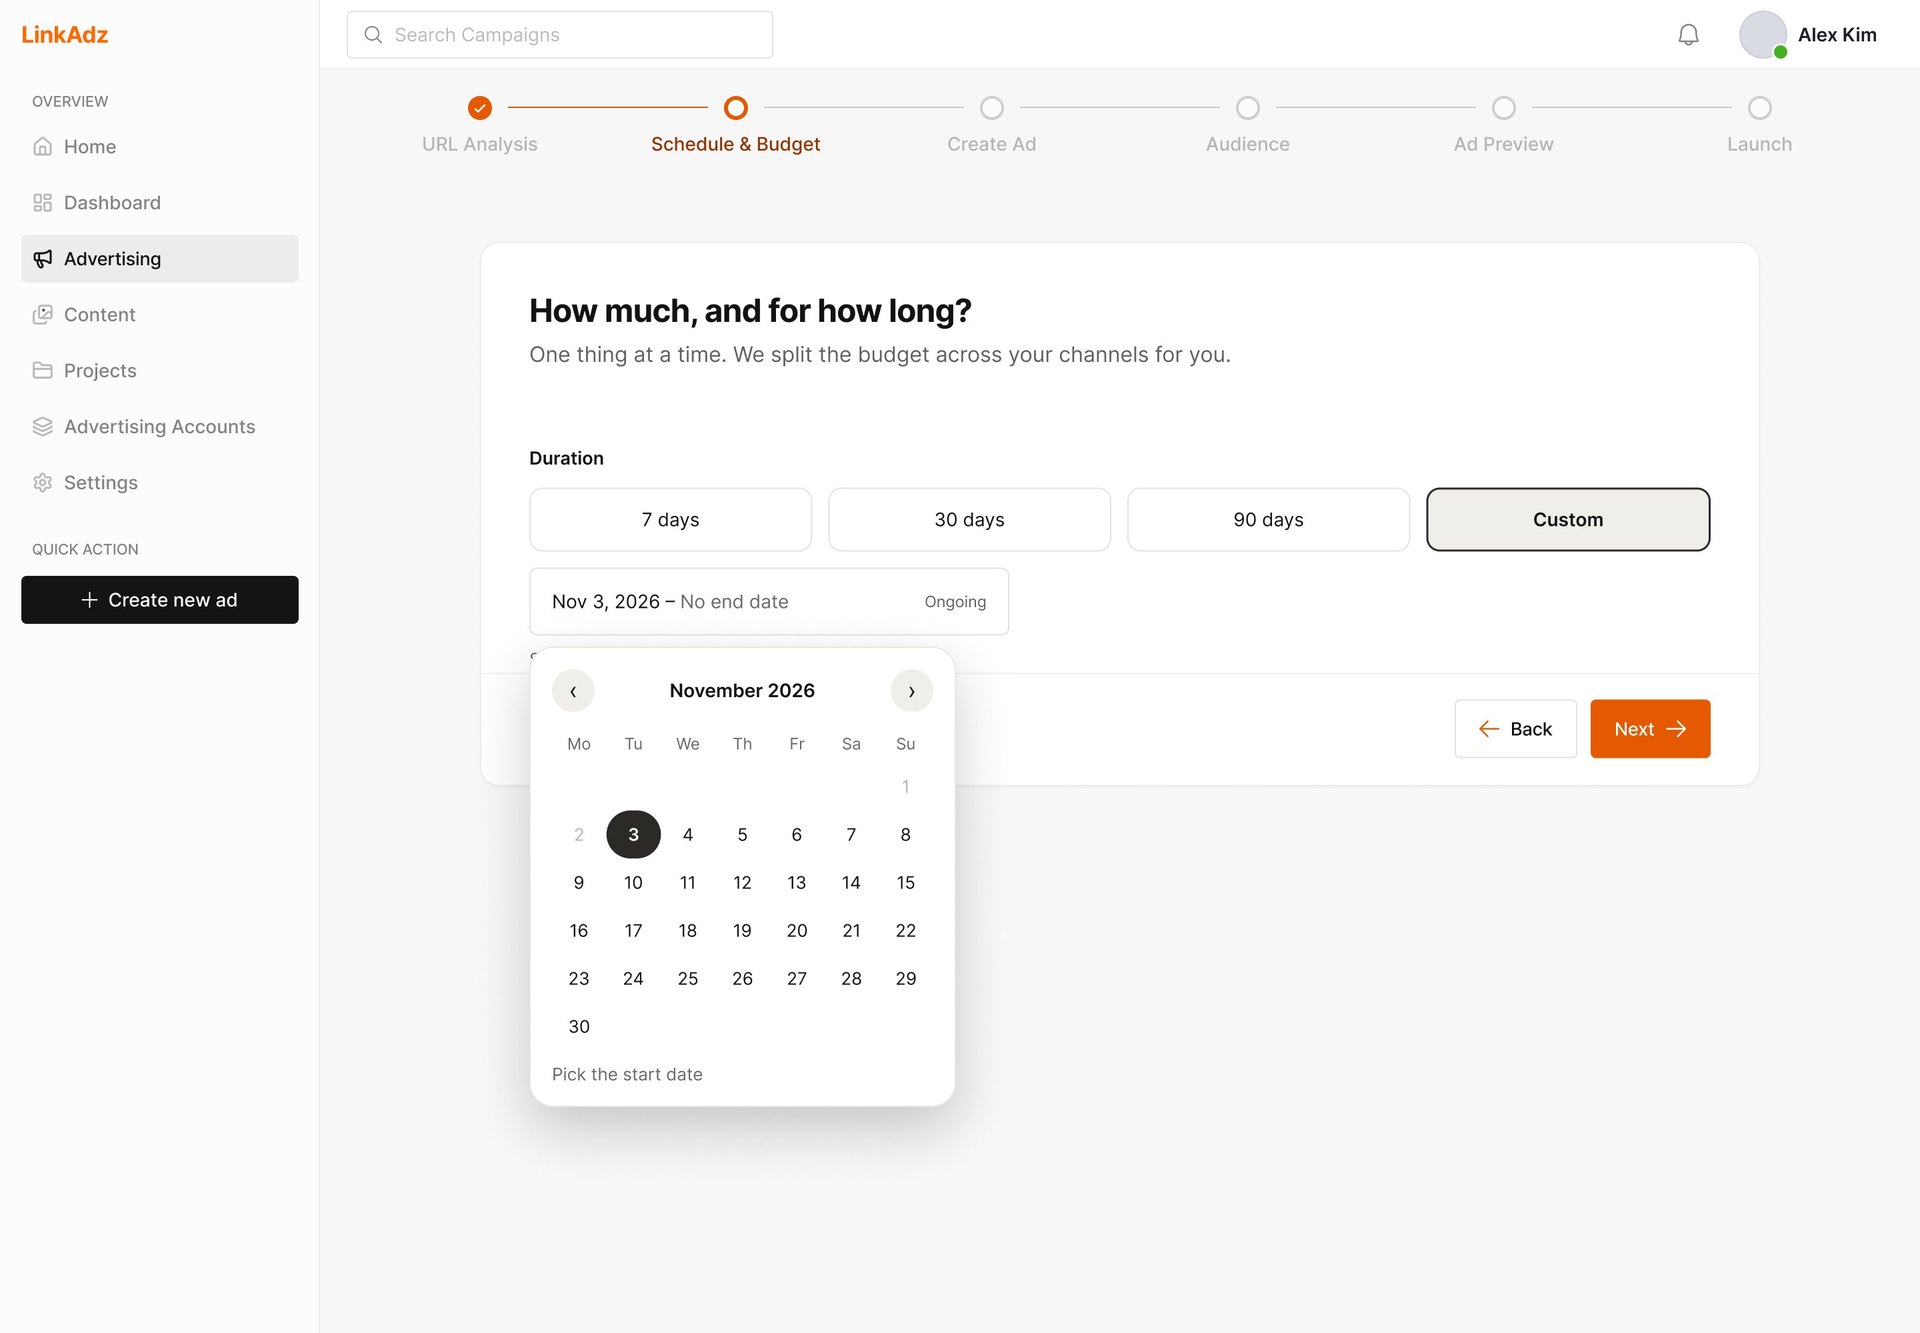 LinkAdz
Search Campaigns
Alex Kim
OVERVIEW
Home
Dashboard
Advertising
Content
Projects
Advertising Accounts
Settings
QUICK ACTION
Create new ad
URL Analysis
Schedule & Budget
Create Ad
Audience
Ad Preview
Launch
How much, and for how long?
One thing at a time. We split the budget across your channels for you.
Duration
7 days
30 days
90 days
Custom
Nov 3, 2026 – No end date
Ongoing
November 2026
Mo Tu We Th Fr Sa Su
1
2 3 4 5 6 7 8
9 10 11 12 13 14 15
16 17 18 19 20 21 22
23 24 25 26 27 28 29
30
Pick the start date
Back
Next